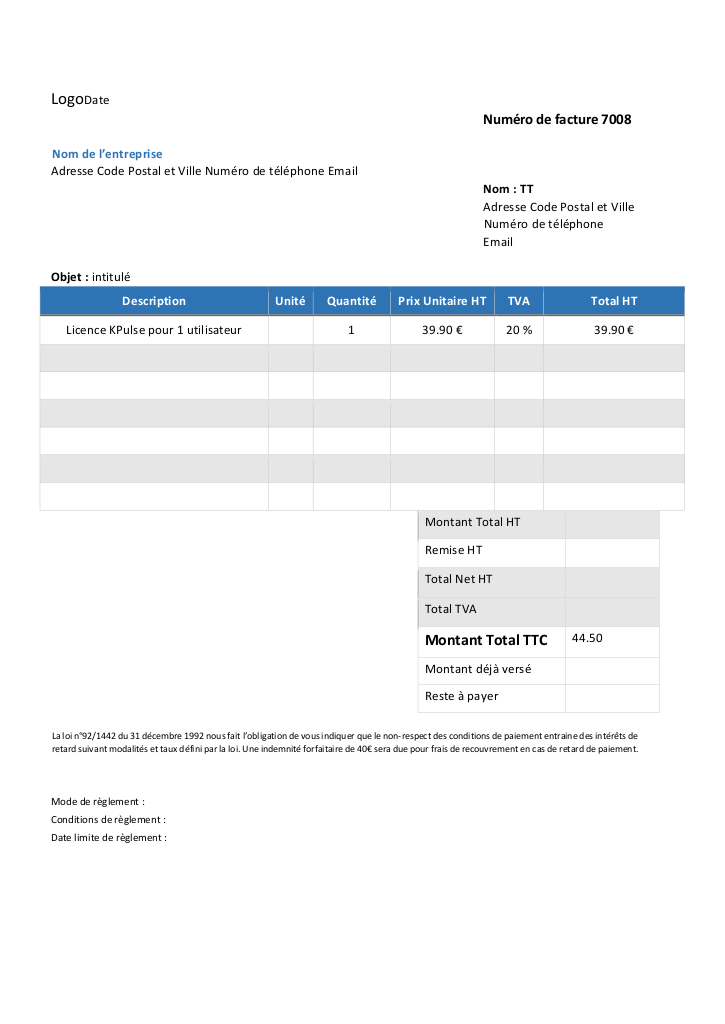 LogoDate
Numéro de facture 7008
Nom de l’entreprise
Adresse Code Postal et Ville Numéro de téléphone Email
Nom : TT
Adresse Code Postal et Ville
Numéro de téléphone
Email
Objet : intitulé
Description Unité Quantité Prix Unitaire HT TVA Total HT
Licence KPulse pour 1 utilisateur 1 39.90 € 20 % 39.90 €
Montant Total HT
Remise HT
Total Net HT
Total TVA
Montant Total TTC 44.50
Montant déjà versé
Reste à payer
La loi n°92/1442 du 31 décembre 1992 nous fait l’obligation de vous indiquer que le non-respect des conditions de paiement entraine des intérêts de
retard suivant modalités et taux défini par la loi. Une indemnité forfaitaire de 40€ sera due pour frais de recouvrement en cas de retard de paiement.
Mode de règlement :
Conditions de règlement :
Date limite de règlement :